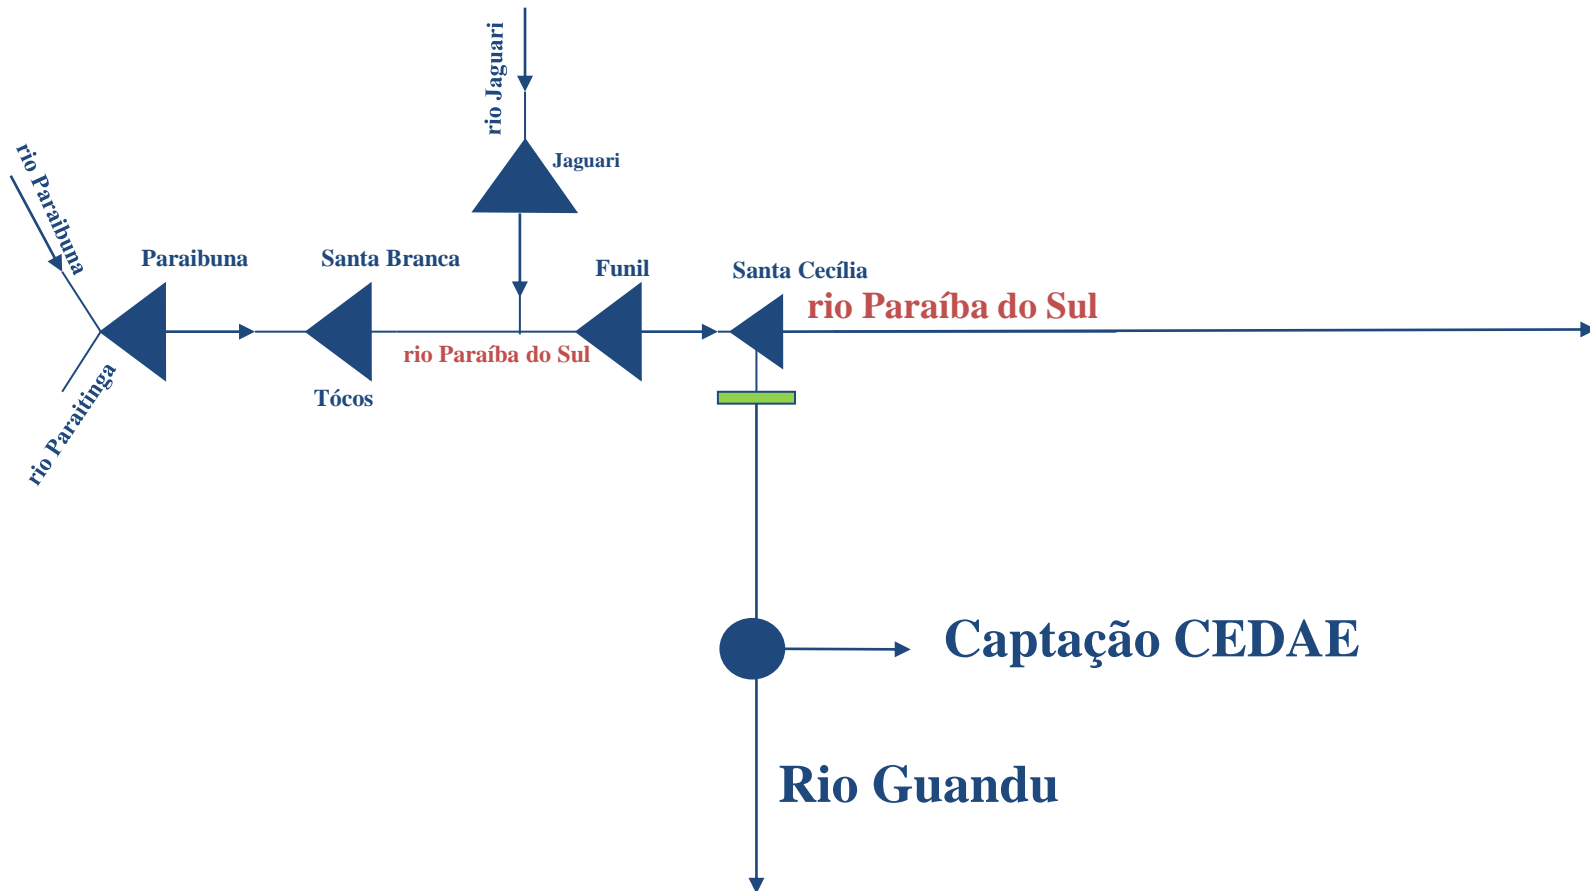 rio Jaguari
Jaguari
rio Paraibuna
Paraibuna
Santa Branca
Funil
Santa Cecília
rio Paraíba do Sul
rio Paraíba do Sul
rio Paraitinga
Tócos
Captação CEDAE
Rio Guandu